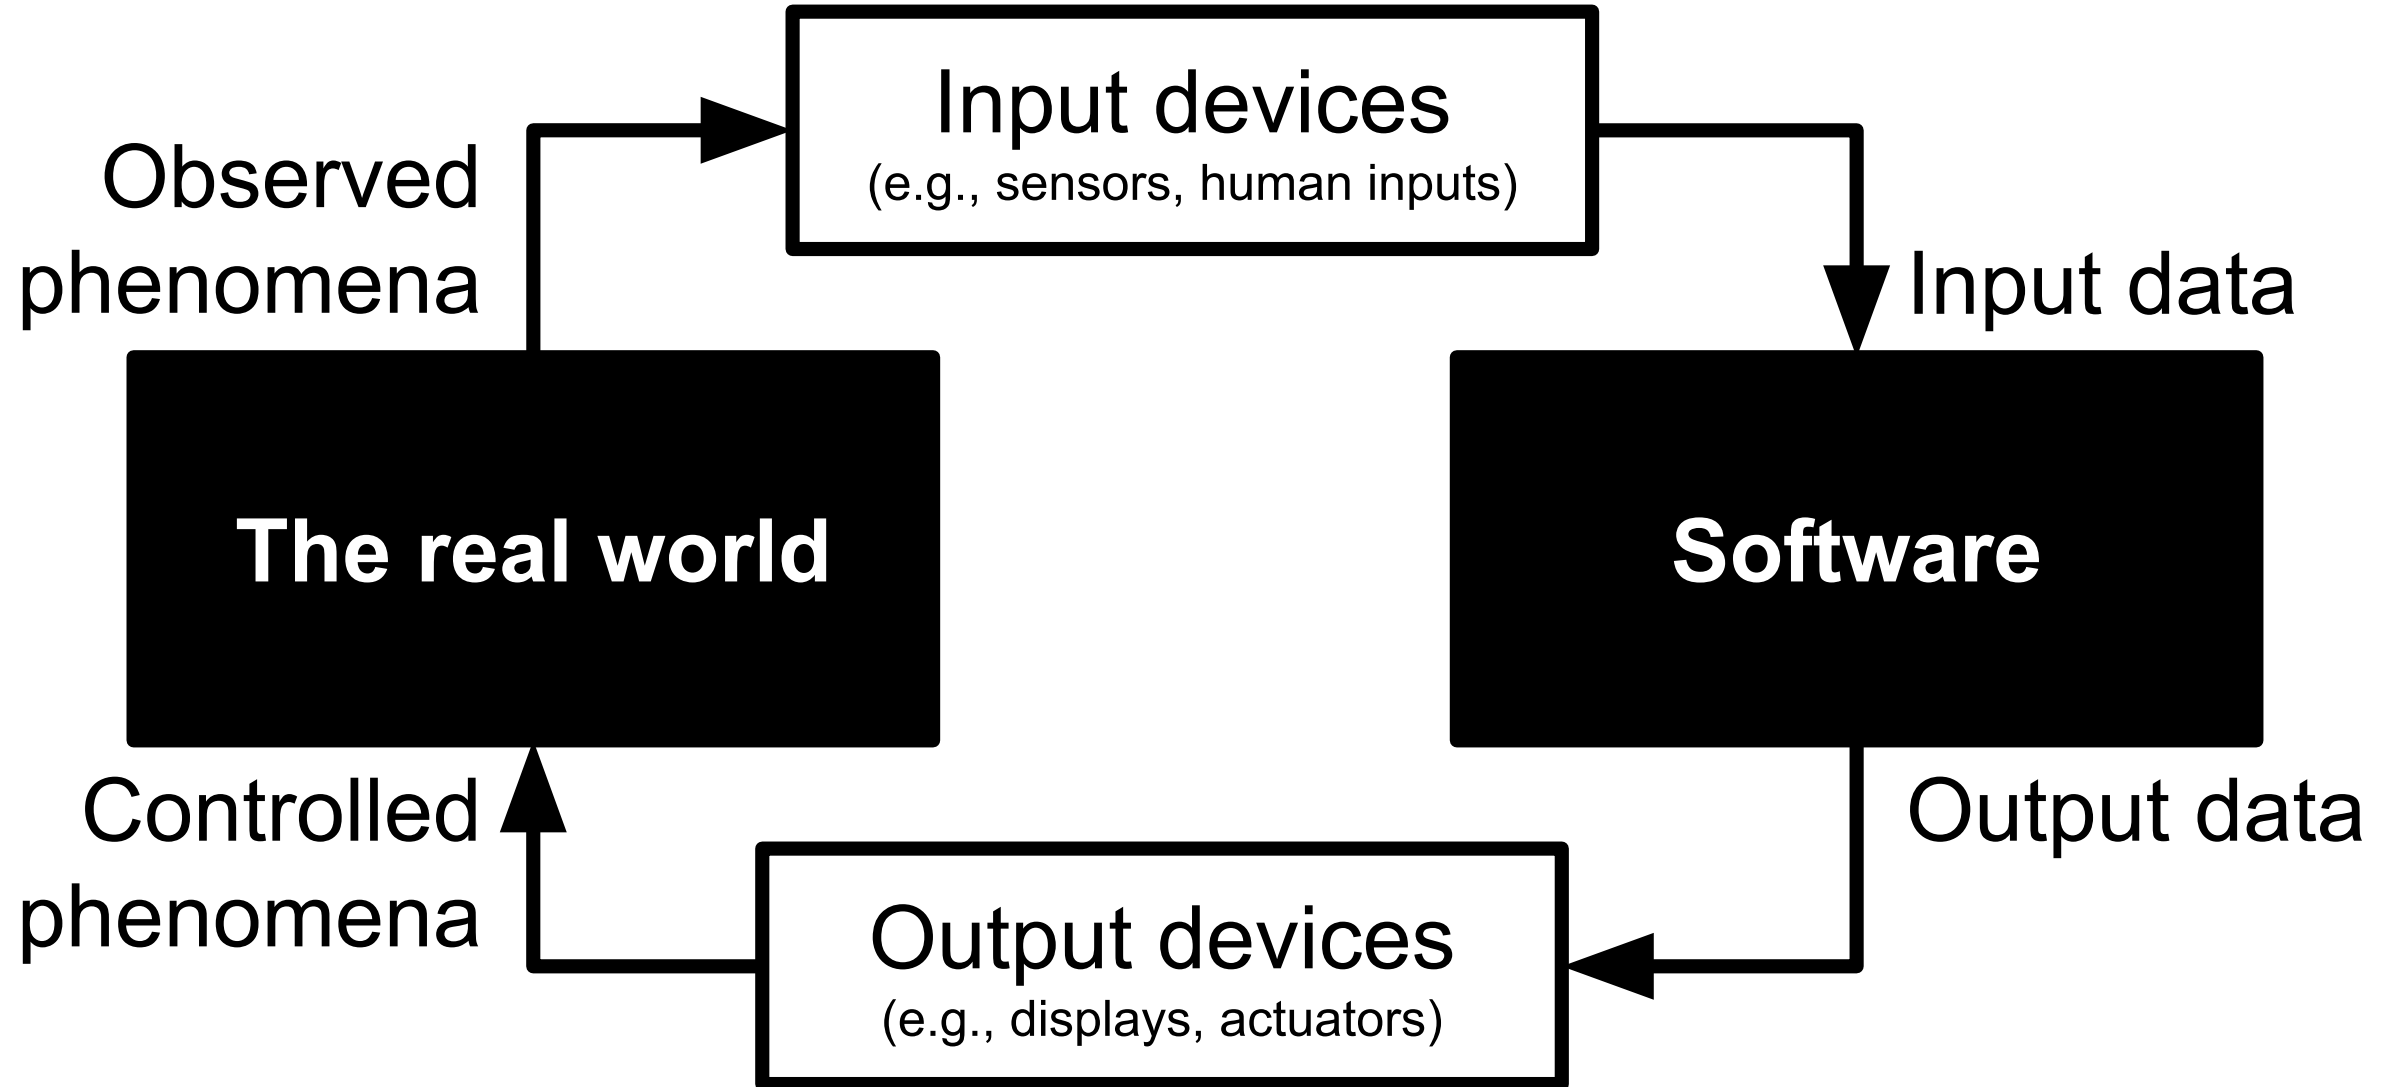 Input devices
(e.g., sensors, human inputs)
Observed
phenomena
Input data
The real world
Software
Controlled
phenomena
Output data
Output devices
(e.g., displays, actuators)